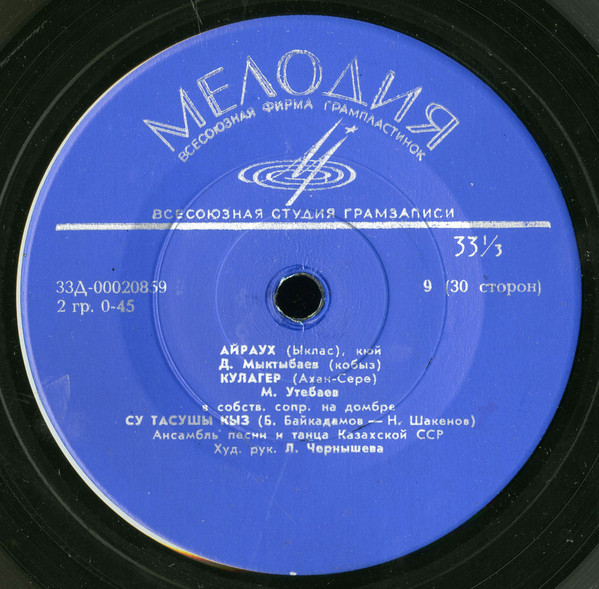 МЕЛОДИЯ
ВСЕСОЮЗНАЯ ФИРМА ГРАМПЛАСТИНОК
ВСЕСОЮЗНАЯ СТУДИЯ ГРАМЗАПИСИ
33⅓
33Д-00020859
9 (30 сторон)
2 гр. 0-45
АЙРАУХ (Ыклас), кюй
Д. Мыктыбаев (кобыз)
КУЛАГЕР (Ахан-Сере)
М. Утебаев
в собств. сопр. на домбре
СУ ТАСУШЫ КЫЗ (Б. Байкадамов — Н. Шакенов)
Ансамбль песни и танца Казахской ССР
Худ. рук. Л. Чернышева